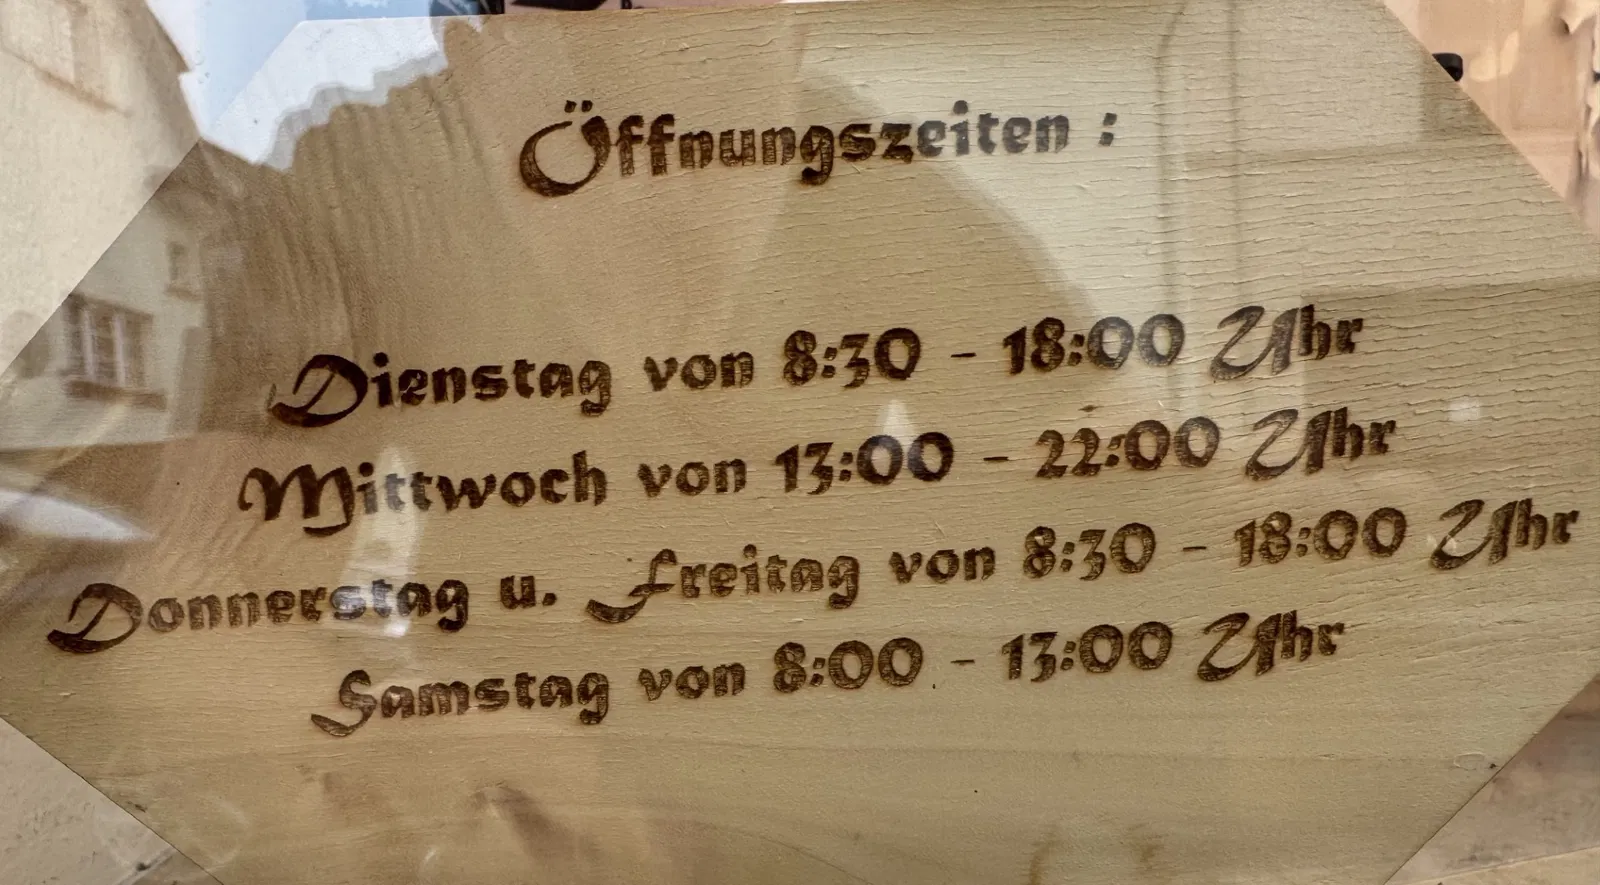 Öffnungszeiten :
Dienstag von 8:30 - 18:00 Uhr
Mittwoch von 13:00 - 22:00 Uhr
Donnerstag u. Freitag von 8:30 - 18:00 Uhr
Samstag von 8:00 - 13:00 Uhr